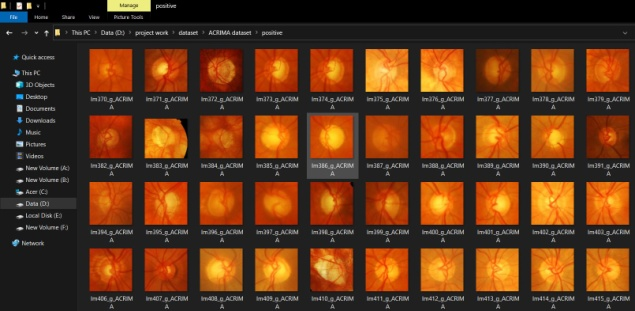 Manage
positive
File
Home
Share
View
Picture Tools
This PC > Data (D:) > project work > dataset > ACRIMA dataset > positive
Quick access
This PC
3D Objects
Desktop
Documents
Downloads
Music
Pictures
Videos
New Volume (A:)
New Volume (B:)
Acer (C:)
Data (D:)
Local Disk (E:)
New Volume (F:)
Network
Im370_g_ACRIMA
Im371_g_ACRIMA
Im372_g_ACRIMA
Im373_g_ACRIMA
Im374_g_ACRIMA
Im375_g_ACRIMA
Im376_g_ACRIMA
Im377_g_ACRIMA
Im378_g_ACRIMA
Im379_g_ACRIMA
Im382_g_ACRIMA
Im383_g_ACRIMA
Im384_g_ACRIMA
Im385_g_ACRIMA
Im386_g_ACRIMA
Im387_g_ACRIMA
Im388_g_ACRIMA
Im389_g_ACRIMA
Im390_g_ACRIMA
Im391_g_ACRIMA
Im394_g_ACRIMA
Im395_g_ACRIMA
Im396_g_ACRIMA
Im397_g_ACRIMA
Im398_g_ACRIMA
Im399_g_ACRIMA
Im400_g_ACRIMA
Im401_g_ACRIMA
Im402_g_ACRIMA
Im403_g_ACRIMA
Im406_g_ACRIMA
Im407_g_ACRIMA
Im408_g_ACRIMA
Im409_g_ACRIMA
Im410_g_ACRIMA
Im411_g_ACRIMA
Im412_g_ACRIMA
Im413_g_ACRIMA
Im414_g_ACRIMA
Im415_g_ACRIMA